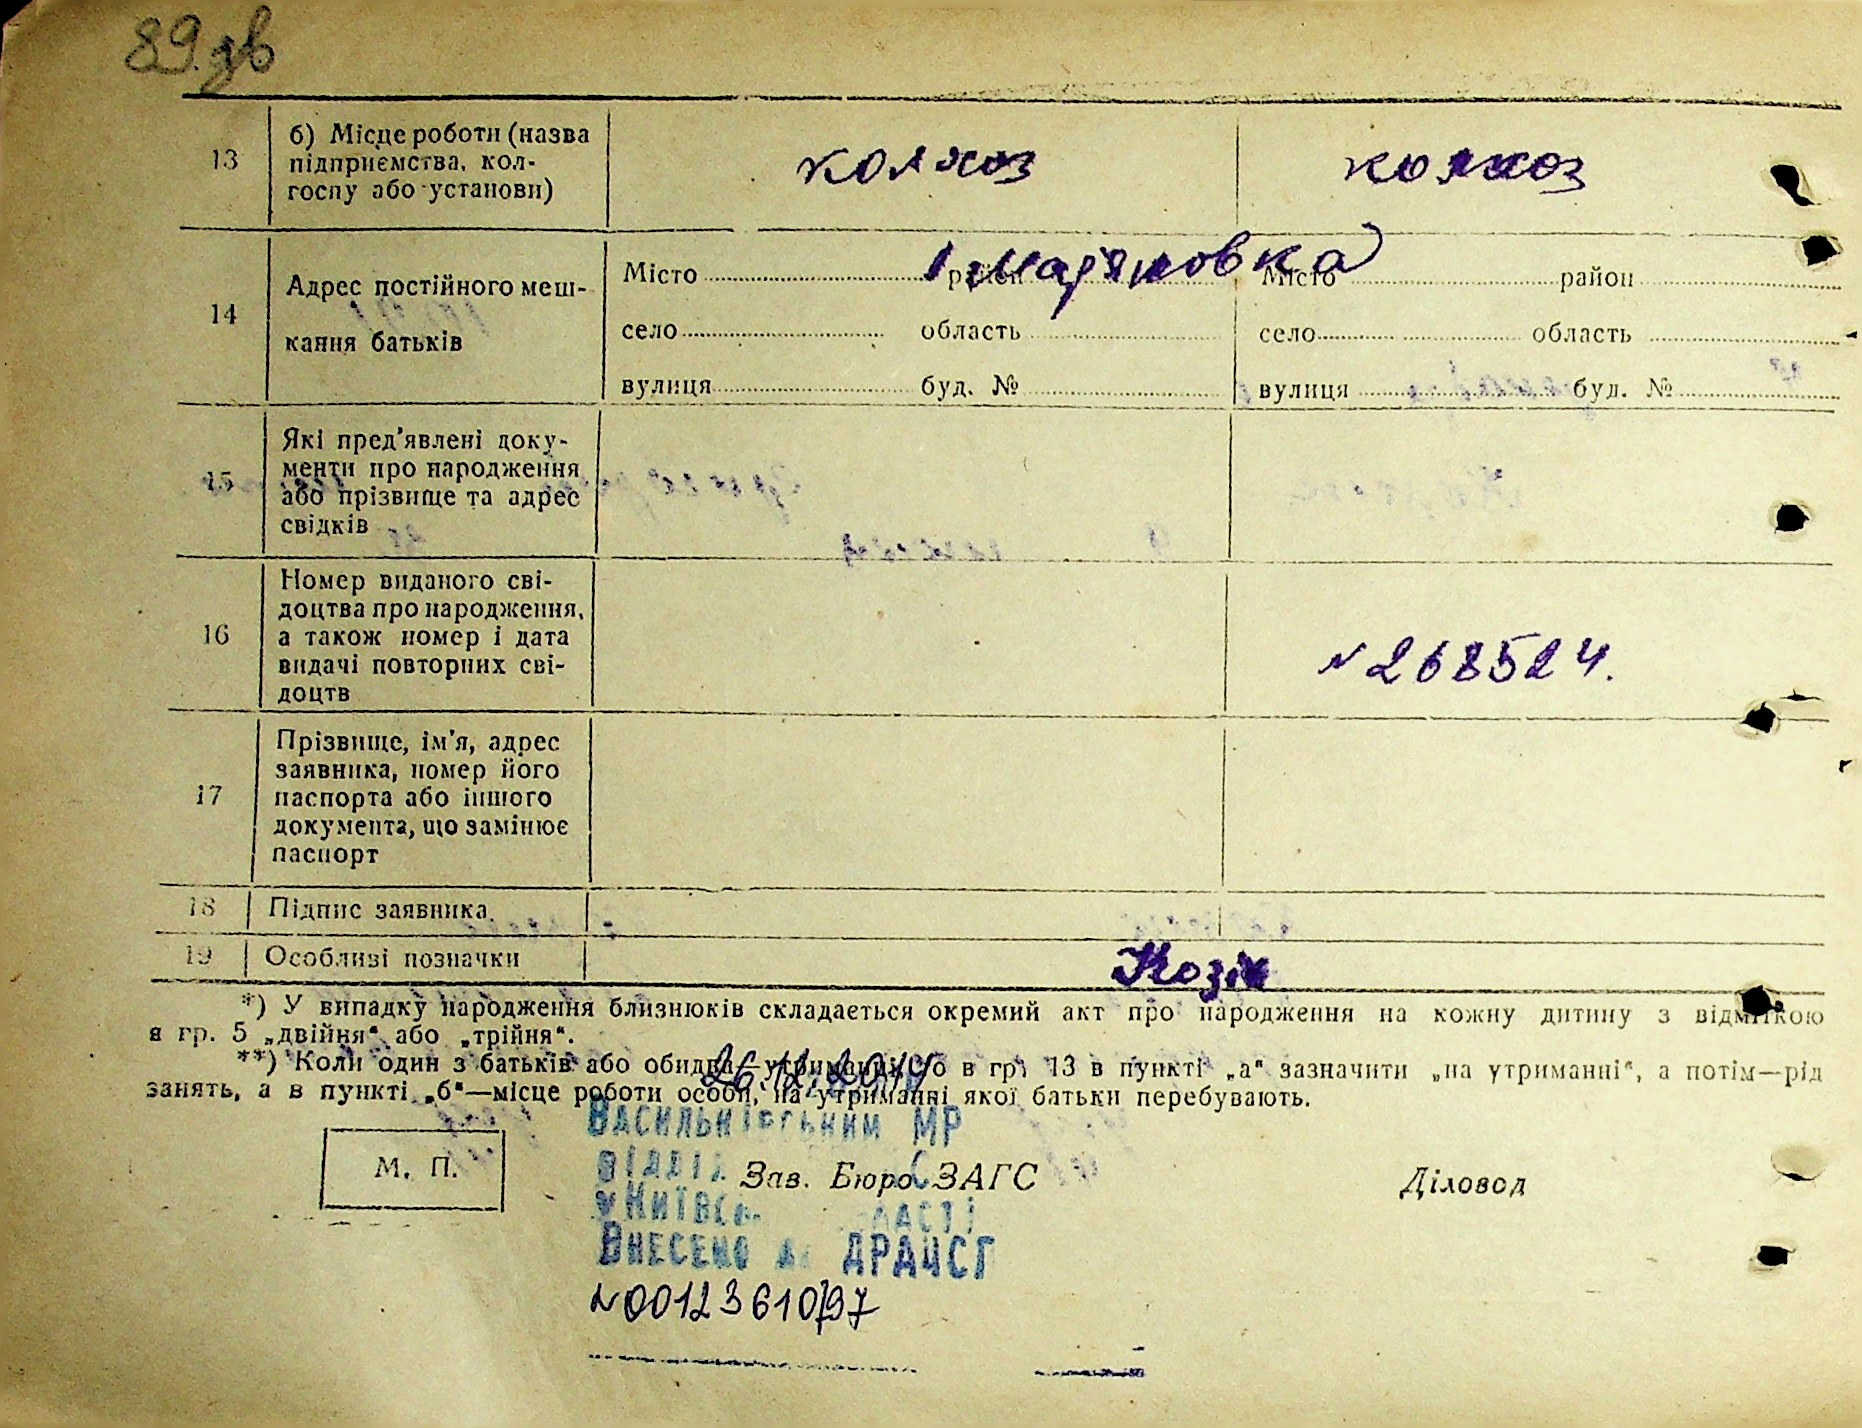 89 зв
13
б) Місце роботи (назва
підприємства, кол-
госпу або установи)
колхоз
колхоз
14
Адрес постійного меш-
кання батьків
Мар'яновка
Місто район
село область
вулиця буд. №
Місто район
село область
вулиця буд. №
15
Які пред'явлені доку-
менти про народження
або прізвище та адрес
свідків
16
Номер виданого сві-
доцтва про народження,
а також номер і дата
видачі повторних сві-
доцтв
№ 268524.
17
Прізвище, ім'я, адрес
заявника, номер його
паспорта або іншого
документа, що замінює
паспорт
18
Підпис заявника.
19
Особливі позначки
*) У випадку народження близнюків складається окремий акт про народження на кожну дитину з відміткою
в гр. 5 „двійня“ або „трійня“.
**) Коли один з батьків або обидва—утриманці, то в гр. 13 в пункті „а“ зазначити „на утриманні“, а потім—рід
занять, а в пункті „б“—місце роботи особи, на утриманні якої батьки перебувають.
Васильківським МР
М. П.
Зав. Бюро ЗАГС
Діловод
Внесено до ДРАЦСГ
№00123610797